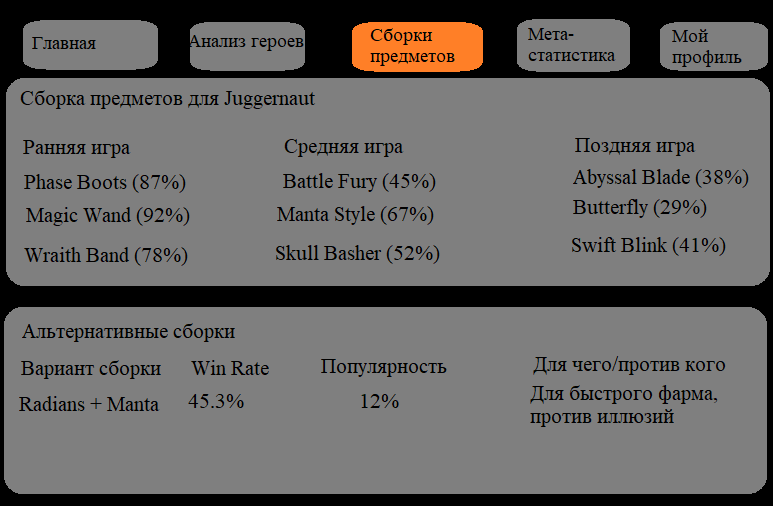 Главная
Анализ героев
Сборки
предметов
Мета-
статистика
Мой
профиль
Сборка предметов для Juggernaut
Ранняя игра Средняя игра Поздняя игра
Phase Boots (87%) Battle Fury (45%) Abyssal Blade (38%)
Magic Wand (92%) Manta Style (67%) Butterfly (29%)
Wraith Band (78%) Skull Basher (52%) Swift Blink (41%)
Альтернативные сборки
Вариант сборки Win Rate Популярность Для чего/против кого
Radians + Manta 45.3% 12% Для быстрого фарма,
против иллюзий